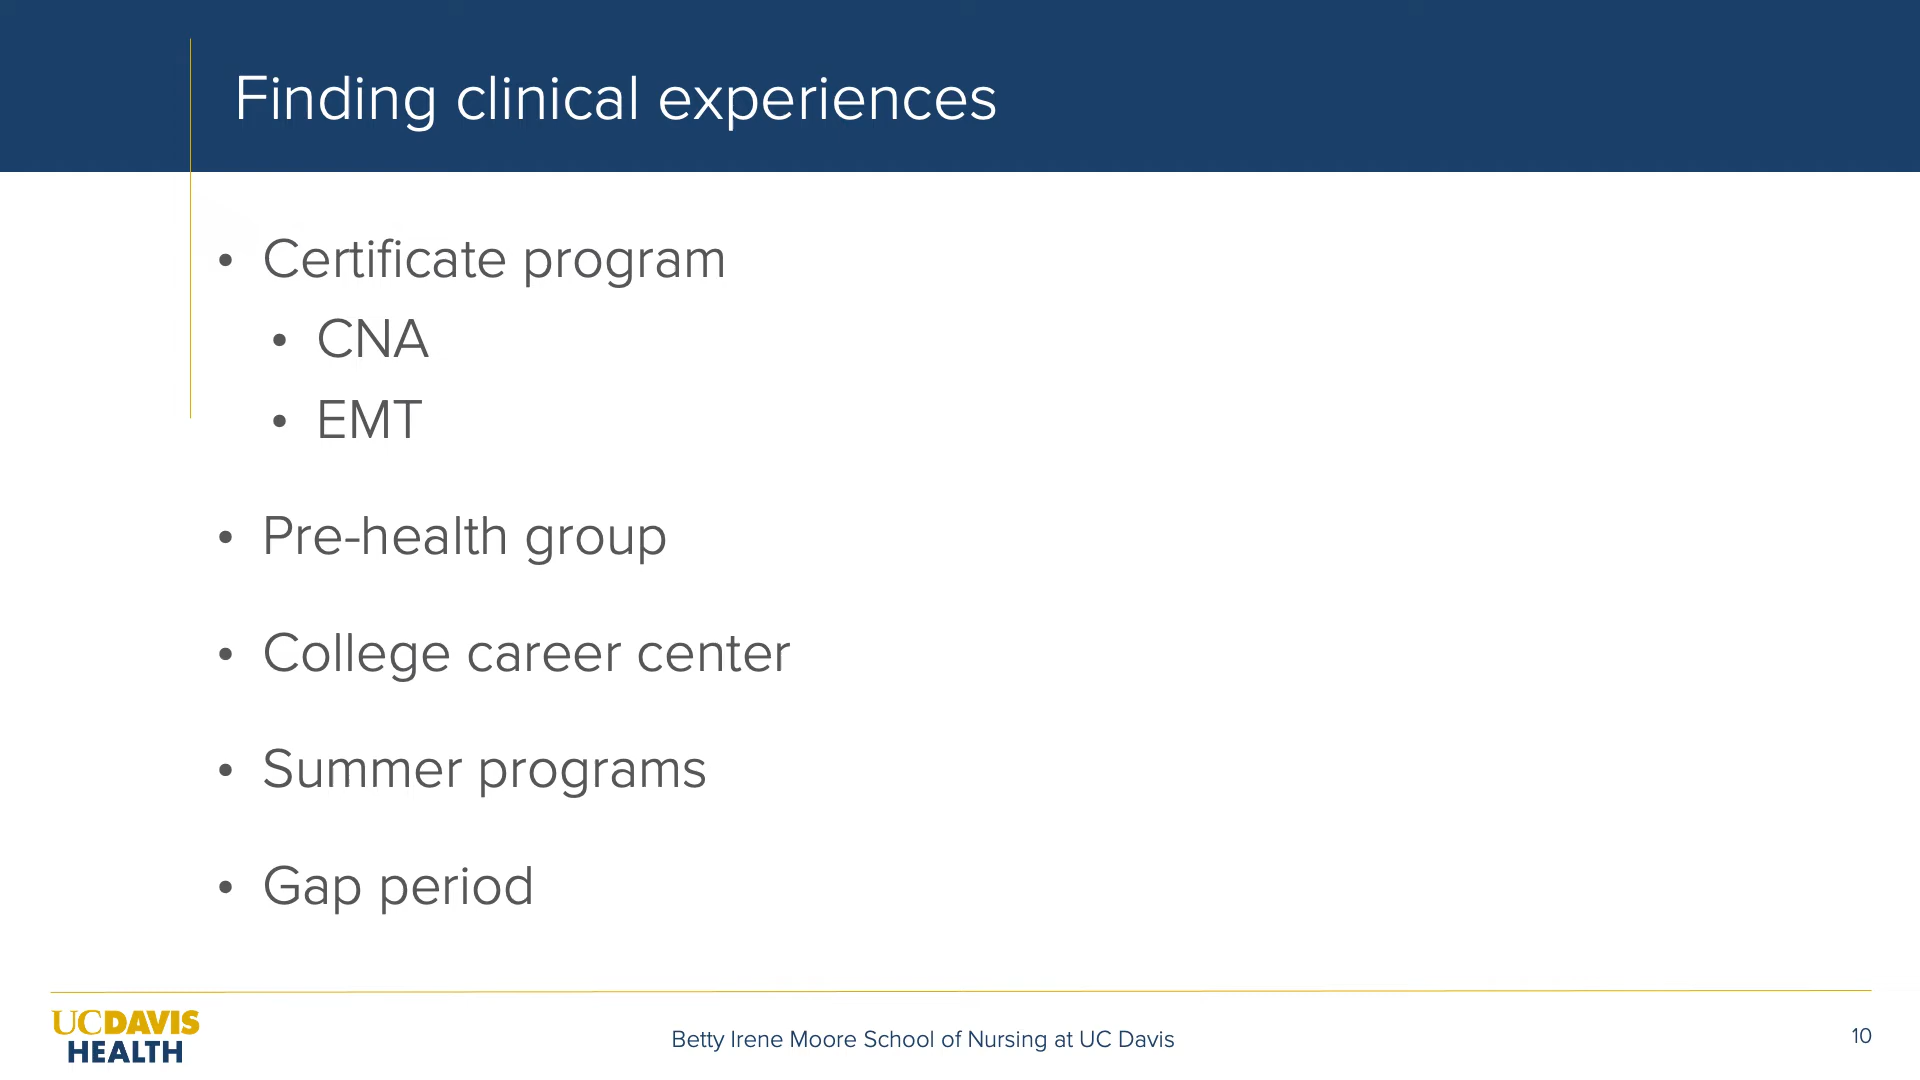 Finding clinical experiences
• Certificate program
• CNA
• EMT
• Pre-health group
• College career center
• Summer programs
• Gap period
UCDAVIS
HEALTH
Betty Irene Moore School of Nursing at UC Davis
10